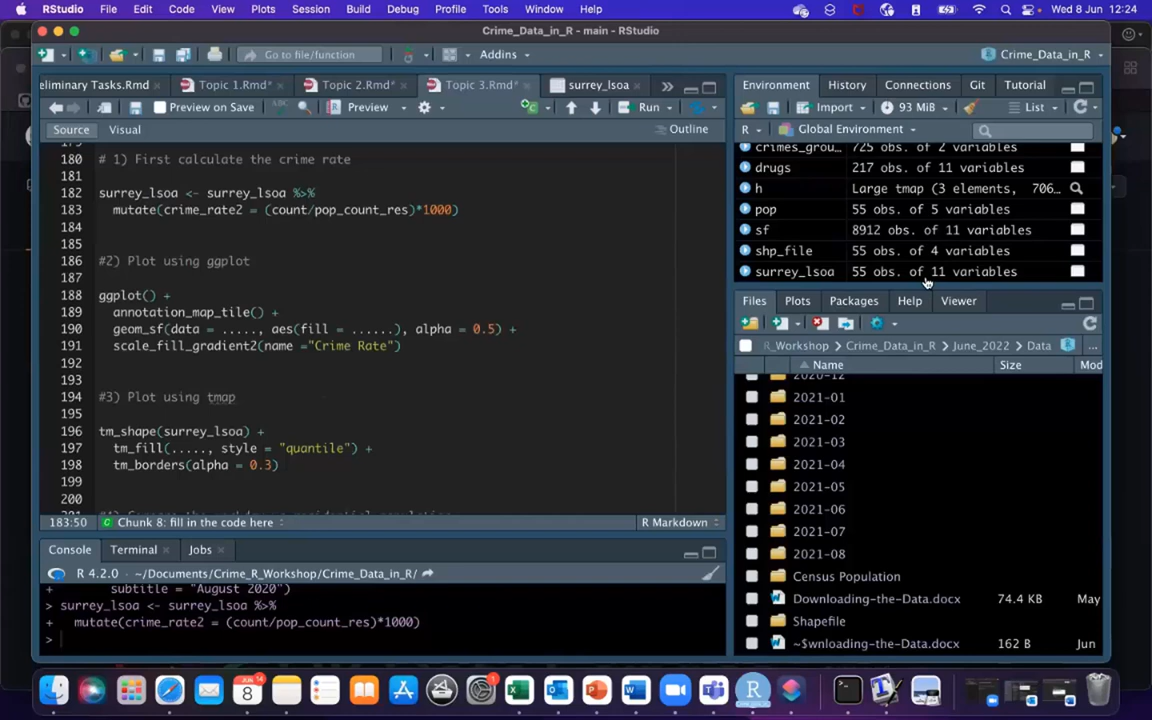 RStudio File Edit Code View Plots Session Build Debug Profile Tools Window Help Wed 8 Jun 12:24
Crime_Data_in_R - main - RStudio
Go to file/function Addins Crime_Data_in_R
eliminary Tasks.Rmd Topic 1.Rmd* Topic 2.Rmd* Topic 3.Rmd* surrey_lsoa
Preview on Save Preview Run
Source Visual Outline
180 # 1) First calculate the crime rate
181
182 surrey_lsoa <- surrey_lsoa %>%
183 mutate(crime_rate2 = (count/pop_count_res)*1000)
184
185
186 #2) Plot using ggplot
187
188 ggplot() +
189 annotation_map_tile() +
190 geom_sf(data = ....., aes(fill = ......), alpha = 0.5) +
191 scale_fill_gradient2(name ="Crime Rate")
192
193
194 #3) Plot using tmap
195
196 tm_shape(surrey_lsoa) +
197 tm_fill(....., style = "quantile") +
198 tm_borders(alpha = 0.3)
199
200
183:50 Chunk 8: fill in the code here R Markdown
Console Terminal Jobs
R 4.2.0 · ~/Documents/Crime_R_Workshop/Crime_Data_in_R/
+ subtitle = "August 2020")
> surrey_lsoa <- surrey_lsoa %>%
+ mutate(crime_rate2 = (count/pop_count_res)*1000)
>
Environment History Connections Git Tutorial
Import 93 MiB List
R Global Environment
crimes_grou… 725 obs. of 2 variables
drugs 217 obs. of 11 variables
h Large tmap (3 elements, 706…
pop 55 obs. of 5 variables
sf 8912 obs. of 11 variables
shp_file 55 obs. of 4 variables
surrey_lsoa 55 obs. of 11 variables
Files Plots Packages Help Viewer
R_Workshop Crime_Data_in_R June_2022 Data ...
Name Size Mod
2020-12
2021-01
2021-02
2021-03
2021-04
2021-05
2021-06
2021-07
2021-08
Census Population
Downloading-the-Data.docx 74.4 KB May
Shapefile
~$wnloading-the-Data.docx 162 B Jun